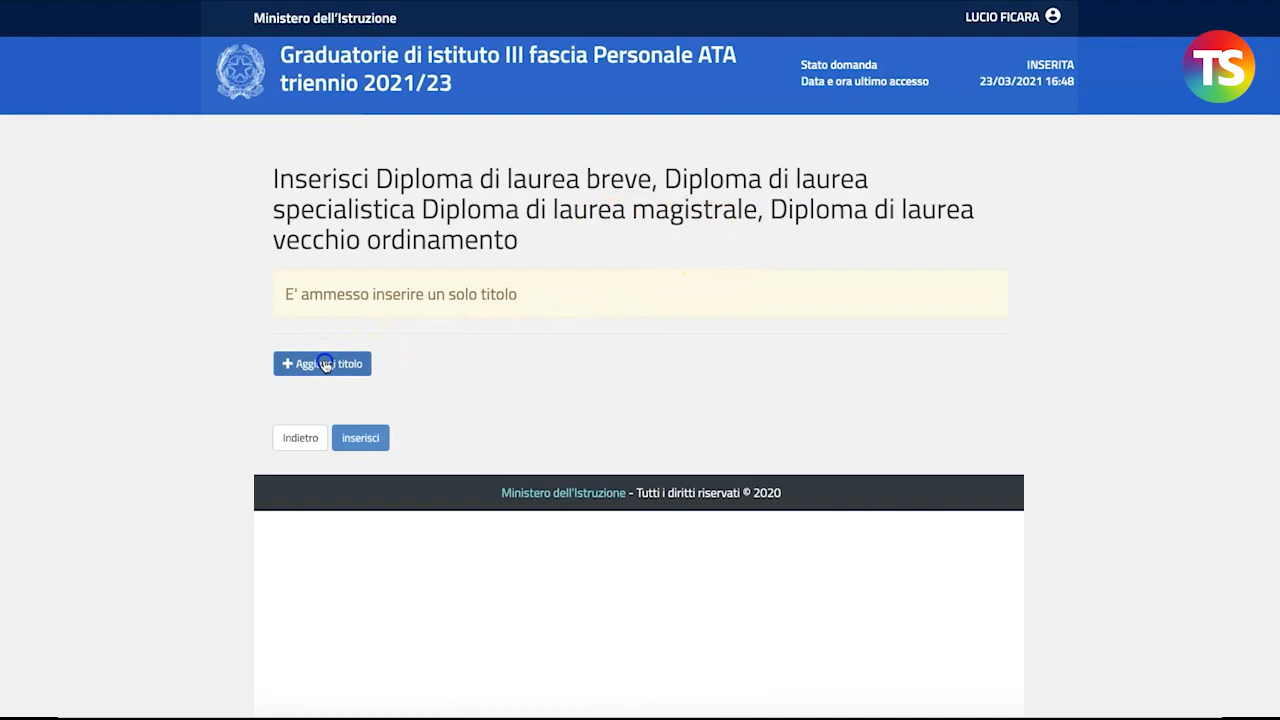 Ministero dell'Istruzione
LUCIO FICARA
Graduatorie di istituto III fascia Personale ATA
triennio 2021/23
Stato domanda
INSERITA
Data e ora ultimo accesso
23/03/2021 16:48
TS
Inserisci Diploma di laurea breve, Diploma di laurea
specialistica Diploma di laurea magistrale, Diploma di laurea
vecchio ordinamento
E' ammesso inserire un solo titolo
titolo
Indietro
inserisci
Ministero dell'Istruzione - Tutti i diritti riservati © 2020